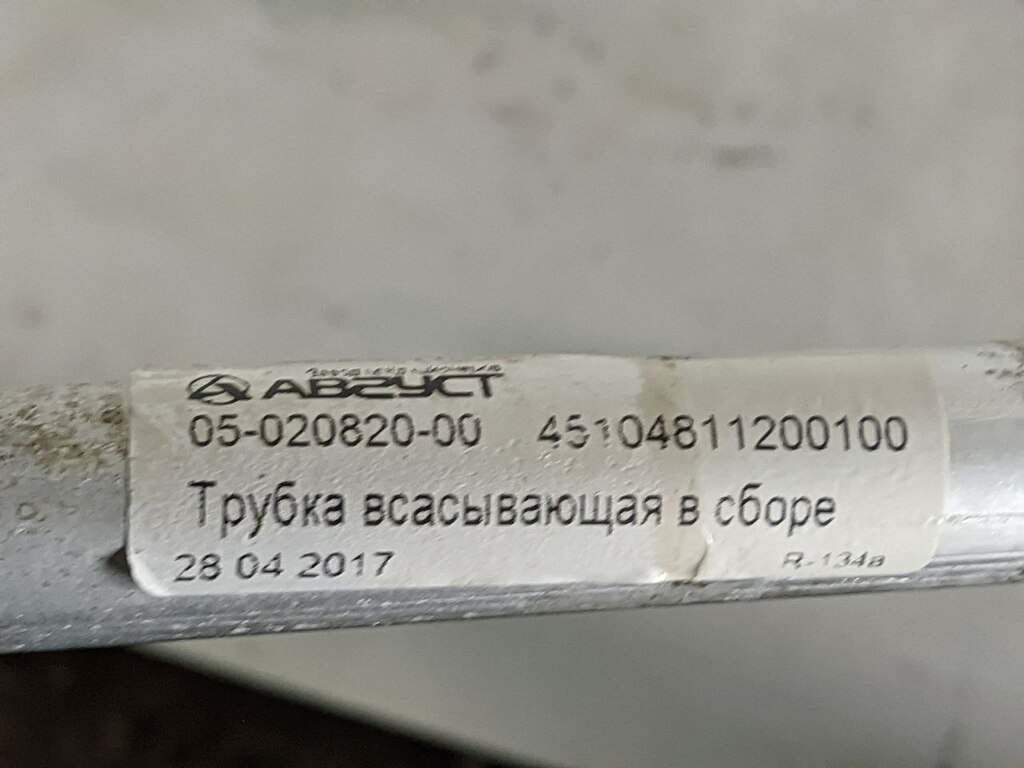 АВГУСТ
05-020820-00 45104811200100
Трубка всасывающая в сборе
28 04 2017 R-134a